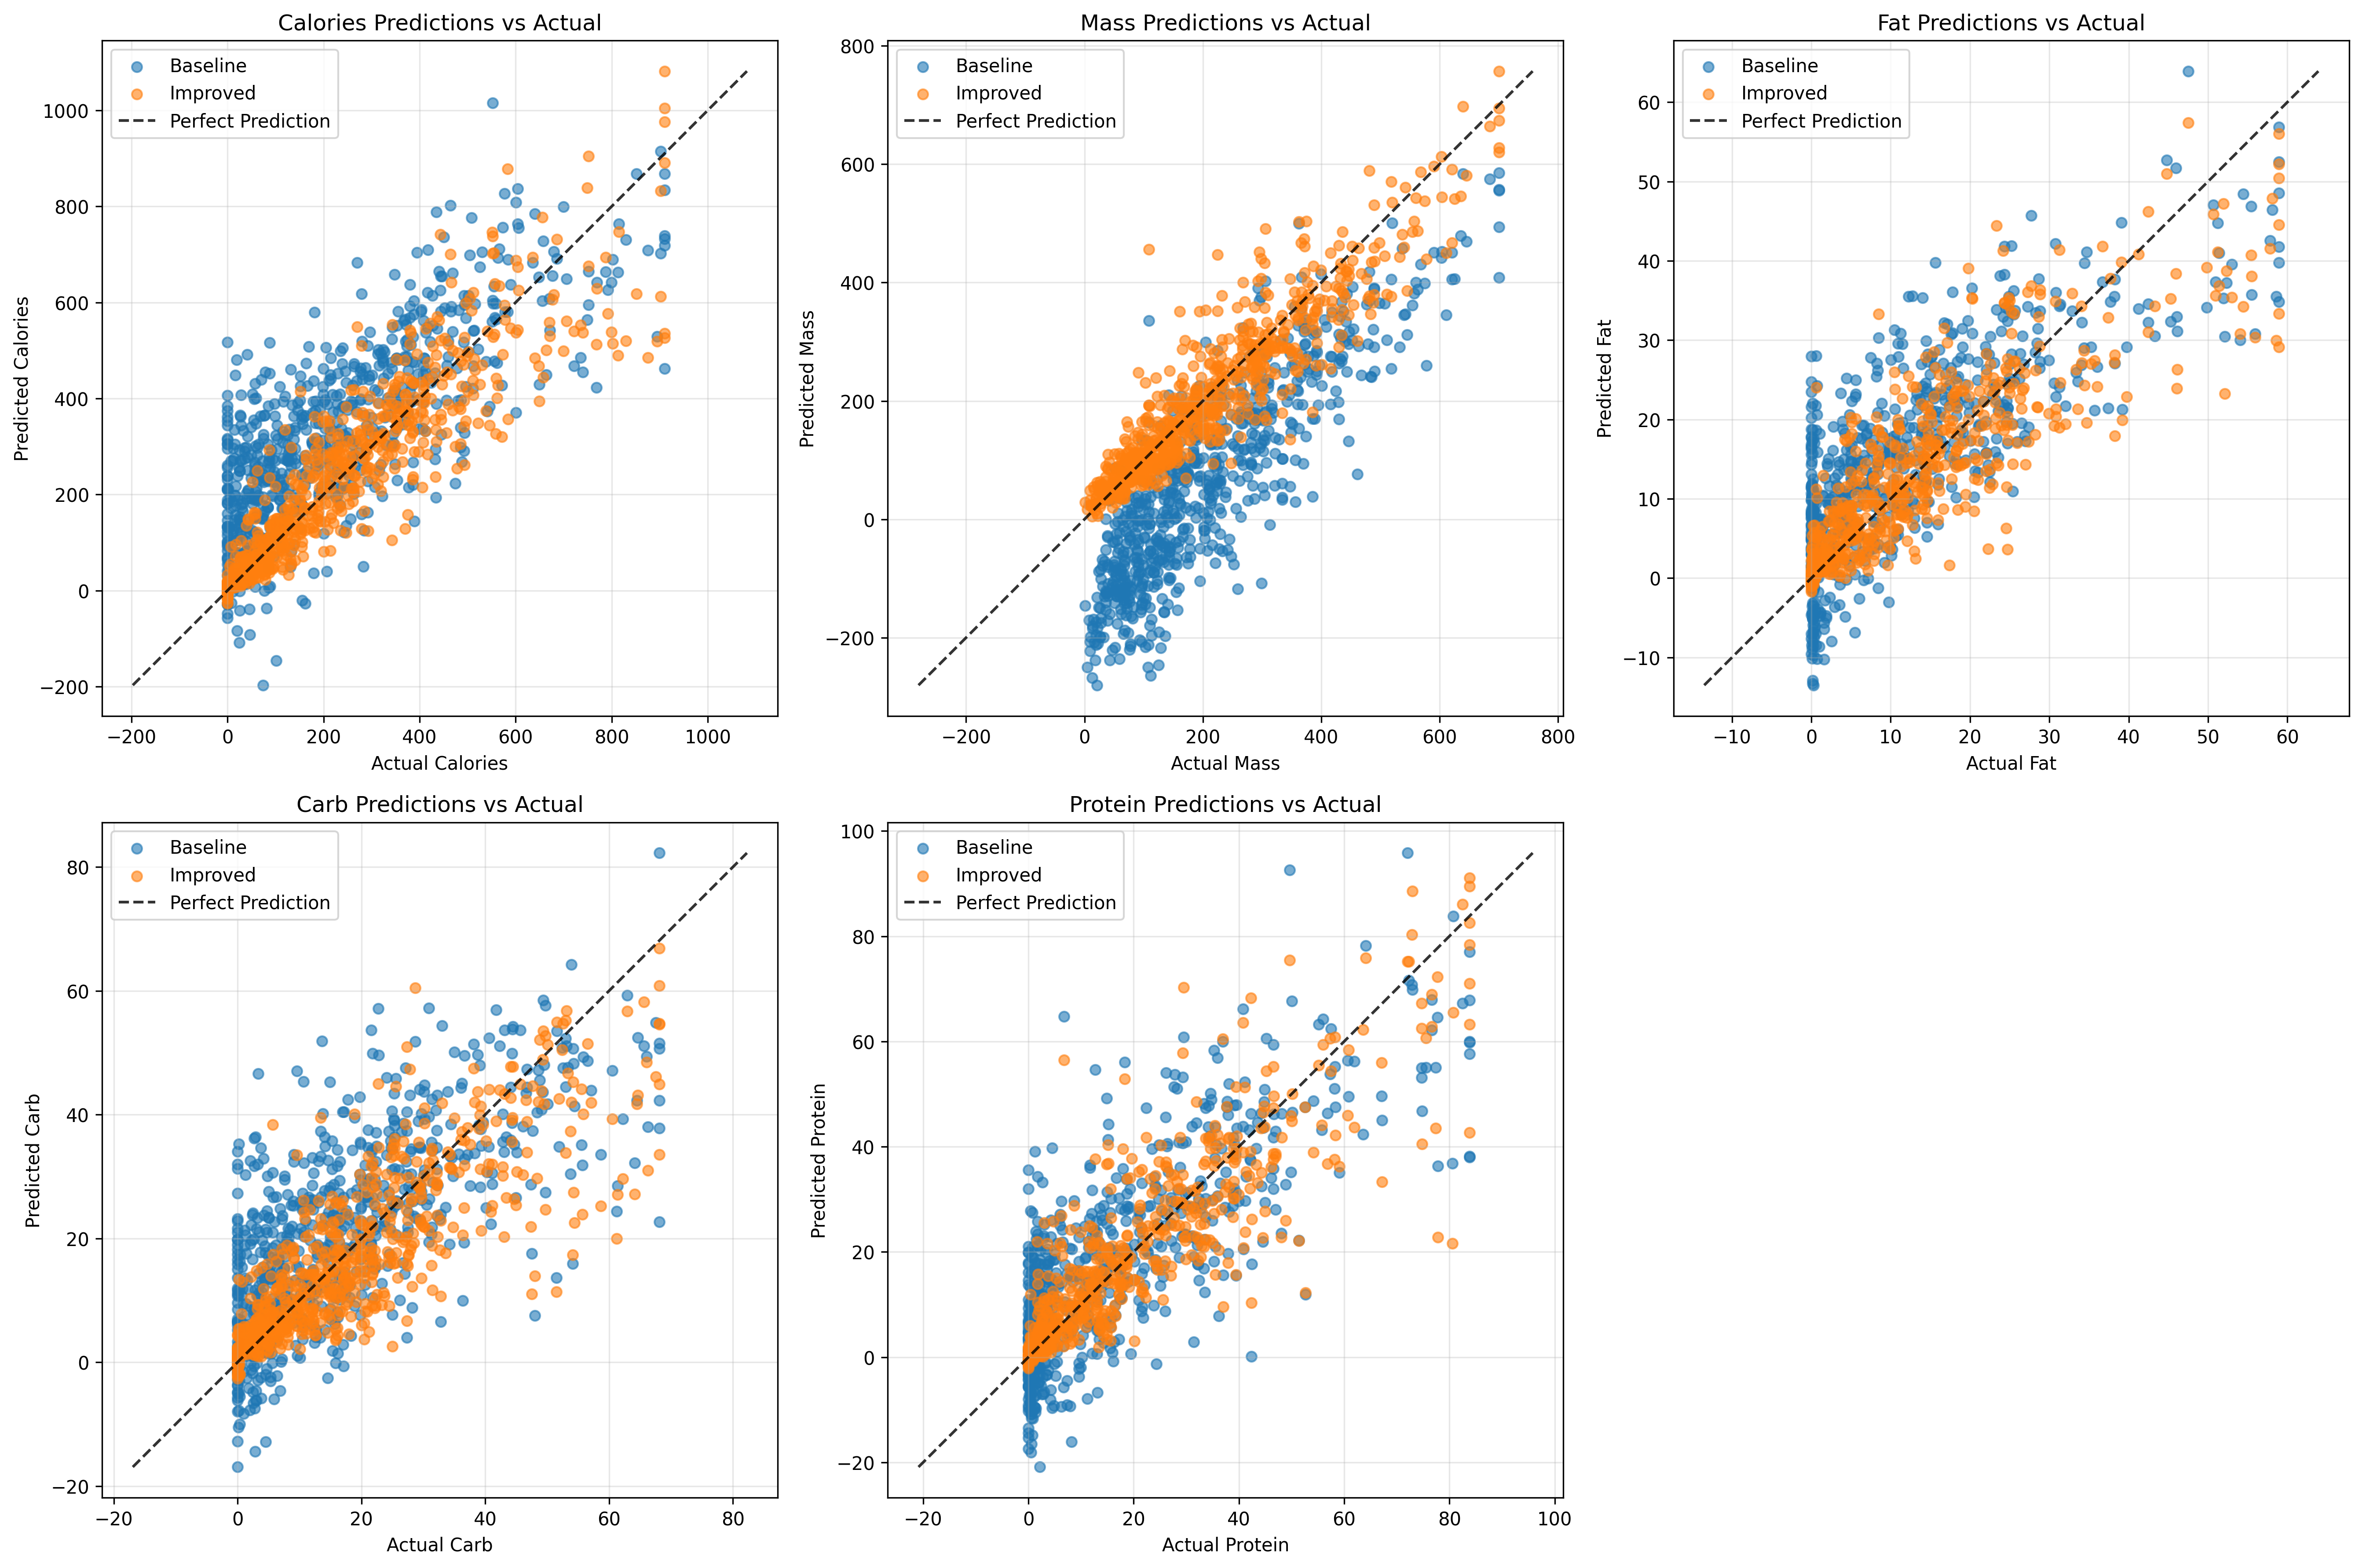 Calories Predictions vs Actual
Baseline
Improved
Perfect Prediction
1000
800
600
400
200
0
−200
Predicted Calories
−200 0 200 400 600 800 1000
Actual Calories
Mass Predictions vs Actual
Baseline
Improved
Perfect Prediction
800
600
400
200
0
−200
Predicted Mass
−200 0 200 400 600 800
Actual Mass
Fat Predictions vs Actual
Baseline
Improved
Perfect Prediction
60
50
40
30
20
10
0
−10
Predicted Fat
−10 0 10 20 30 40 50 60
Actual Fat
Carb Predictions vs Actual
Baseline
Improved
Perfect Prediction
80
60
40
20
0
−20
Predicted Carb
−20 0 20 40 60 80
Actual Carb
Protein Predictions vs Actual
Baseline
Improved
Perfect Prediction
100
80
60
40
20
0
−20
Predicted Protein
−20 0 20 40 60 80 100
Actual Protein